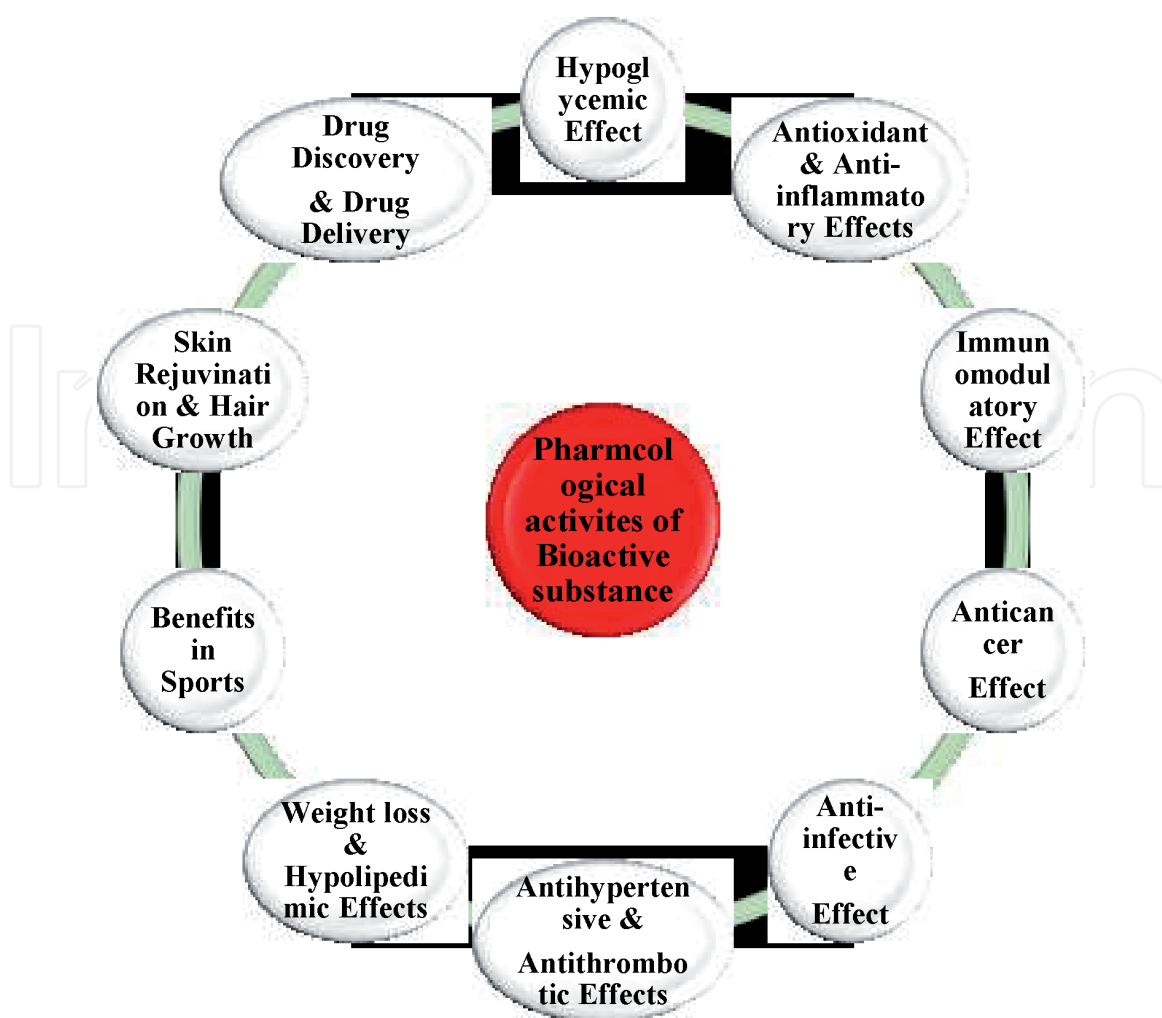 Hypogl
ycemic
Effect
Antioxidant
& Anti-
inflammato
ry Effects
Immun
omodul
atory
Effect
Antican
cer
Effect
Anti-
infectiv
e
Effect
Antihyperten
sive &
Antithrombo
tic Effects
Weight loss
&
Hypolipedi
mic Effects
Benefits
in
Sports
Skin
Rejuvinati
on & Hair
Growth
Drug
Discovery
& Drug
Delivery
Pharmcol
ogical
activites of
Bioactive
substance